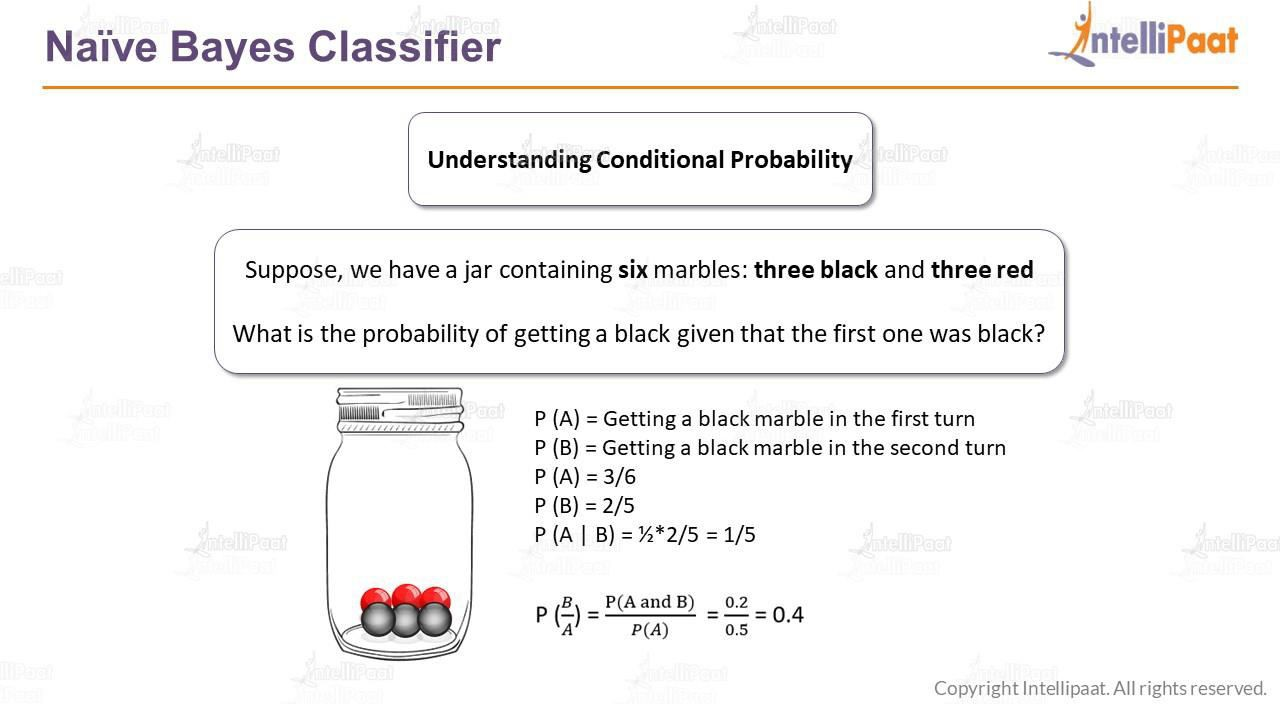 Naïve Bayes Classifier
IntelliPaat
Understanding Conditional Probability
Suppose, we have a jar containing six marbles: three black and three red
What is the probability of getting a black given that the first one was black?
P (A) = Getting a black marble in the first turn
P (B) = Getting a black marble in the second turn
P (A) = 3/6
P (B) = 2/5
P (A | B) = ½*2/5 = 1/5
P (B/A) = P(A and B)/P(A) = 0.2/0.5 = 0.4
Copyright Intellipaat. All rights reserved.